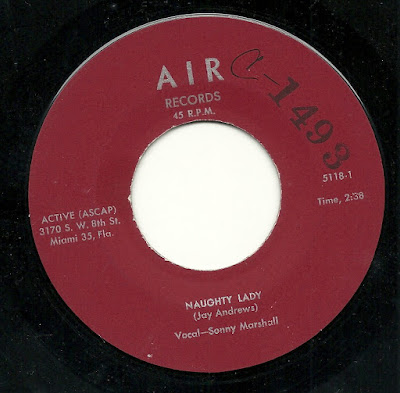 AIR
RECORDS
45 R.P.M.
C-1493
5118-1
Time, 2:38
ACTIVE (ASCAP)
3170 S. W. 8th St.
Miami 35, Fla.
NAUGHTY LADY
(Jay Andrews)
Vocal—Sonny Marshall